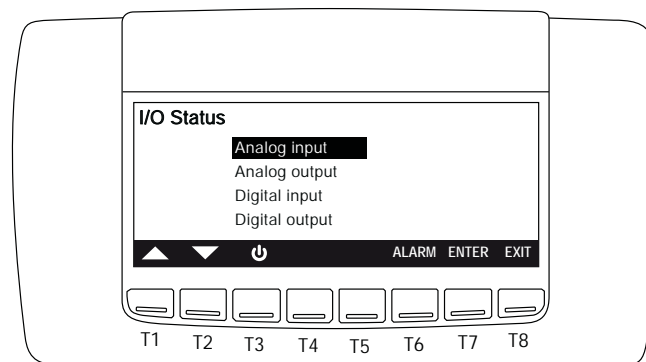 I/O Status
Analog input
Analog output
Digital input
Digital output
ALARM ENTER EXIT
T1 T2 T3 T4 T5 T6 T7 T8